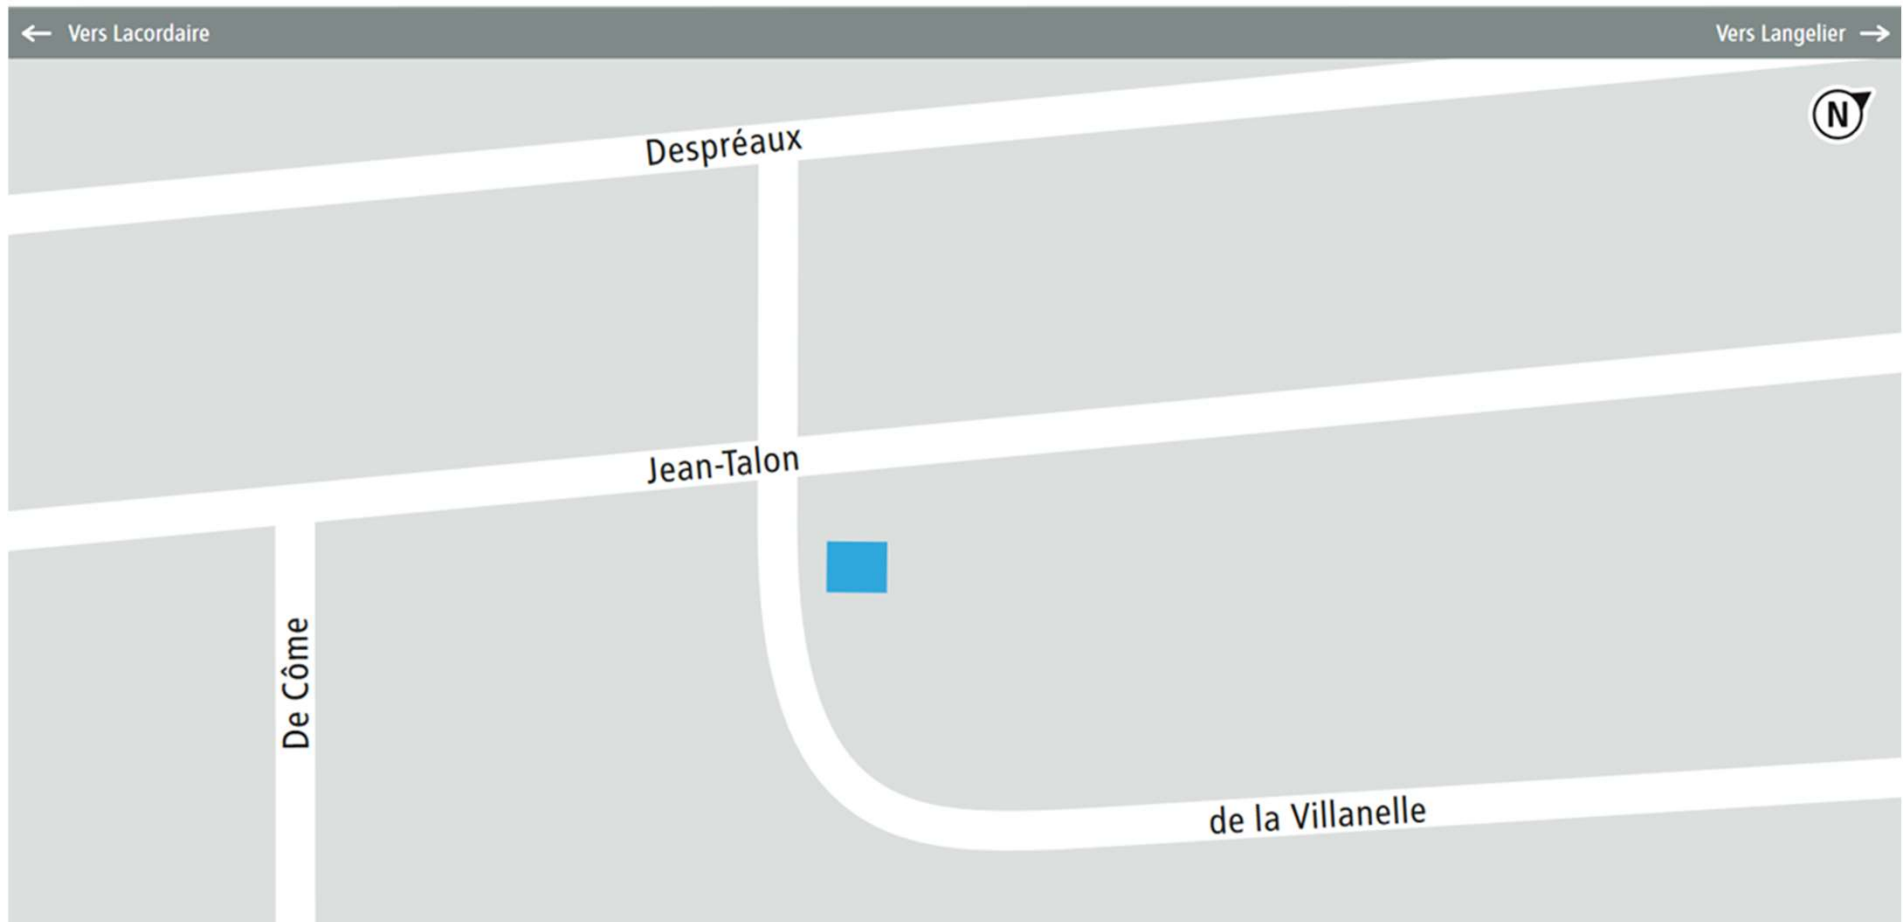 ← Vers Lacordaire
Vers Langelier →
N
Despréaux
Jean-Talon
De Côme
de la Villanelle